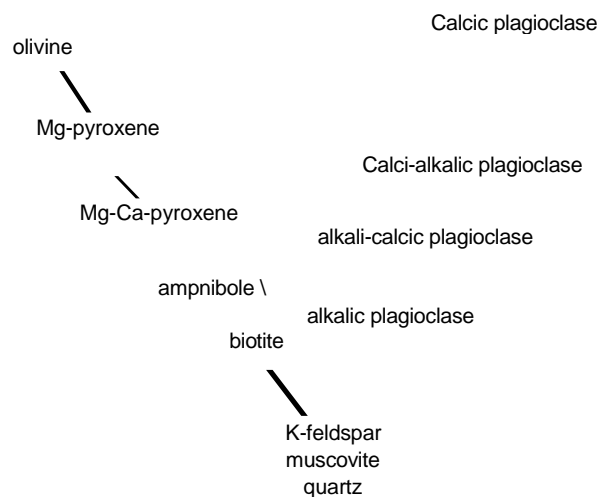 Calcic plagioclase
olivine
Mg-pyroxene
Calci-alkalic plagioclase
Mg-Ca-pyroxene
alkali-calcic plagioclase
ampnibole \
alkalic plagioclase
biotite
K-feldspar
muscovite
quartz